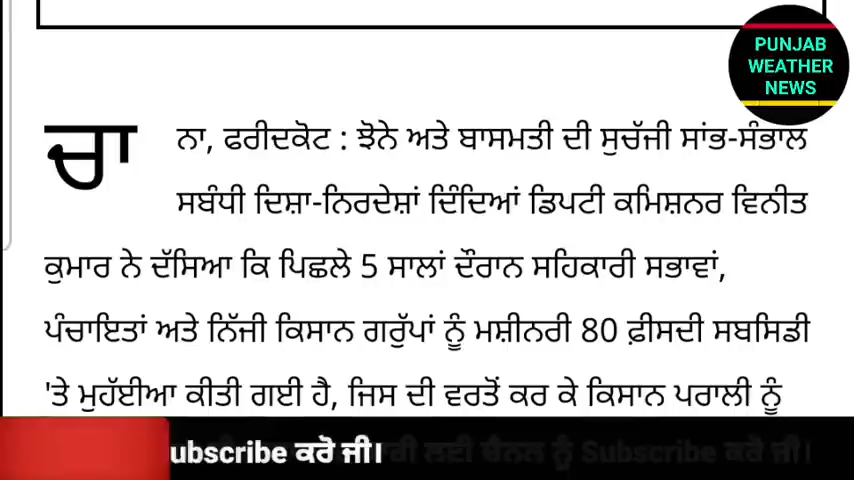 PUNJAB
WEATHER
NEWS
ਚਾਨਾ, ਫਰੀਦਕੋਟ : ਝੋਨੇ ਅਤੇ ਬਾਸਮਤੀ ਦੀ ਸੁਚੱਜੀ ਸਾਂਭ-ਸੰਭਾਲ
ਸਬੰਧੀ ਦਿਸ਼ਾ-ਨਿਰਦੇਸ਼ਾਂ ਦਿੰਦਿਆਂ ਡਿਪਟੀ ਕਮਿਸ਼ਨਰ ਵਿਨੀਤ
ਕੁਮਾਰ ਨੇ ਦੱਸਿਆ ਕਿ ਪਿਛਲੇ 5 ਸਾਲਾਂ ਦੌਰਾਨ ਸਹਿਕਾਰੀ ਸਭਾਵਾਂ,
ਪੰਚਾਇਤਾਂ ਅਤੇ ਨਿੱਜੀ ਕਿਸਾਨ ਗਰੁੱਪਾਂ ਨੂੰ ਮਸ਼ੀਨਰੀ 80 ਫ਼ੀਸਦੀ ਸਬਸਿਡੀ
'ਤੇ ਮੁਹੱਈਆ ਕੀਤੀ ਗਈ ਹੈ, ਜਿਸ ਦੀ ਵਰਤੋਂ ਕਰ ਕੇ ਕਿਸਾਨ ਪਰਾਲੀ ਨੂੰ
ubscribe ਕਰੋ ਜੀ। ਲਈ ਚੈਨਲ ਨੂੰ Subscribe ਕਰੋ ਜੀ।